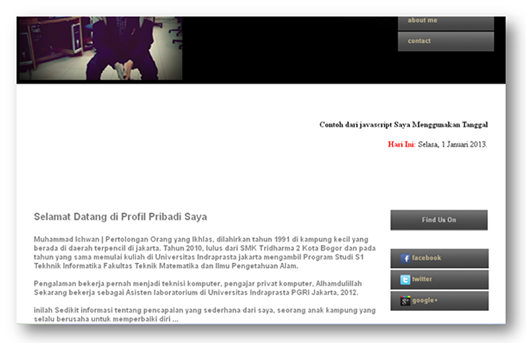 about me
contact
Contoh dari javascript Saya Menggunakan Tanggal
Hari Ini: Selasa, 1 Januari 2013.
Selamat Datang di Profil Pribadi Saya
Muhammad Ichwan | Pertolongan Orang yang Ikhlas, dilahirkan tahun 1991 di kampung kecil yang
berada di daerah terpencil di jakarta. Tahun 2010, lulus dari SMK Tridharma 2 Kota Bogor dan pada
tahun yang sama memulai kuliah di Universitas Indraprasta jakarta mengambil Program Studi S1
Tekhnik Informatika Fakultas Teknik Matematika dan Ilmu Pengetahuan Alam.
Pengalaman bekerja pernah menjadi teknisi komputer, pengajar privat komputer, Alhamdulillah
Sekarang bekerja sebagai Asisten laboratorium di Universitas Indraprasta PGRI Jakarta, 2012.
inilah Sedikit informasi tentang pencapaian yang sederhana dari saya, seorang anak kampung yang
selalu berusaha untuk memperbaiki diri ...
Find Us On
facebook
twitter
google+